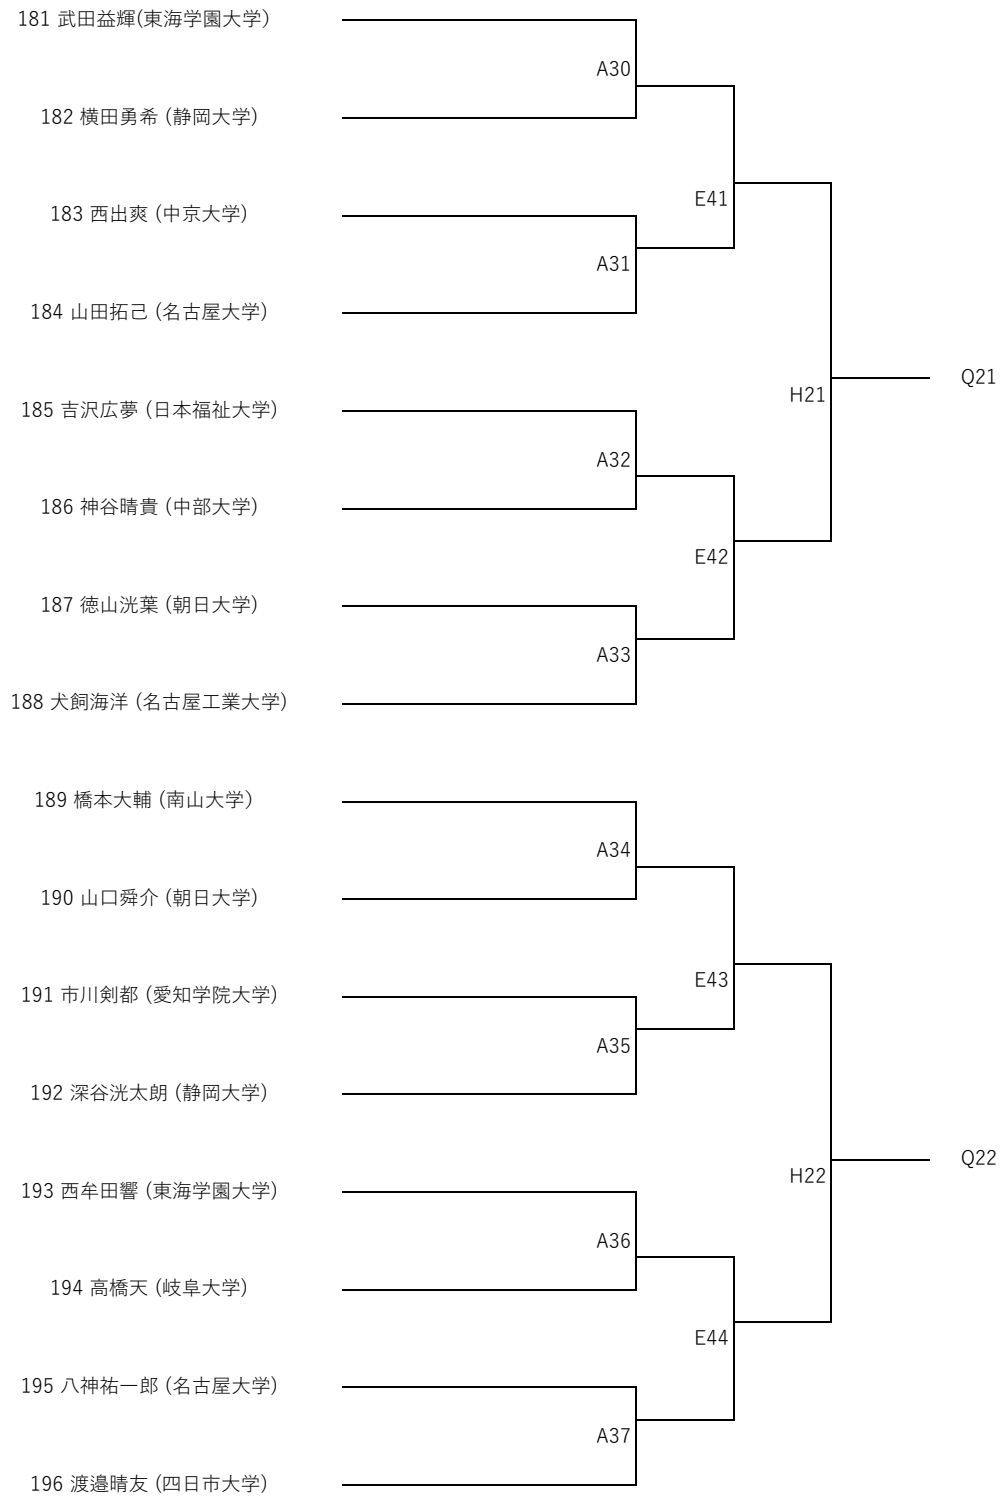 181 武田益輝(東海学園大学)
A30
182 横田勇希 (静岡大学)
E41
183 西出爽 (中京大学)
A31
184 山田拓己 (名古屋大学)
Q21
H21
185 吉沢広夢 (日本福祉大学)
A32
186 神谷晴貴 (中部大学)
E42
187 徳山洸葉 (朝日大学)
A33
188 犬飼海洋 (名古屋工業大学)
189 橋本大輔 (南山大学)
A34
190 山口舜介 (朝日大学)
E43
191 市川剣都 (愛知学院大学)
A35
192 深谷洸太朗 (静岡大学)
Q22
H22
193 西牟田響 (東海学園大学)
A36
194 高橋天 (岐阜大学)
E44
195 八神祐一郎 (名古屋大学)
A37
196 渡邉晴友 (四日市大学)